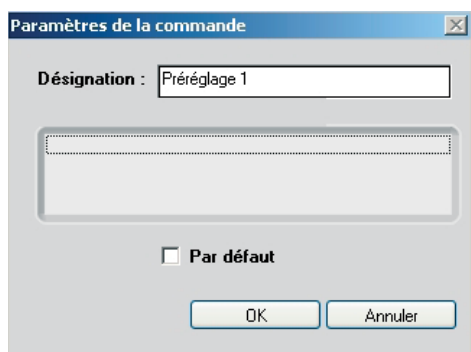 Paramètres de la commande
Désignation : Préréglage 1
Par défaut
OK Annuler